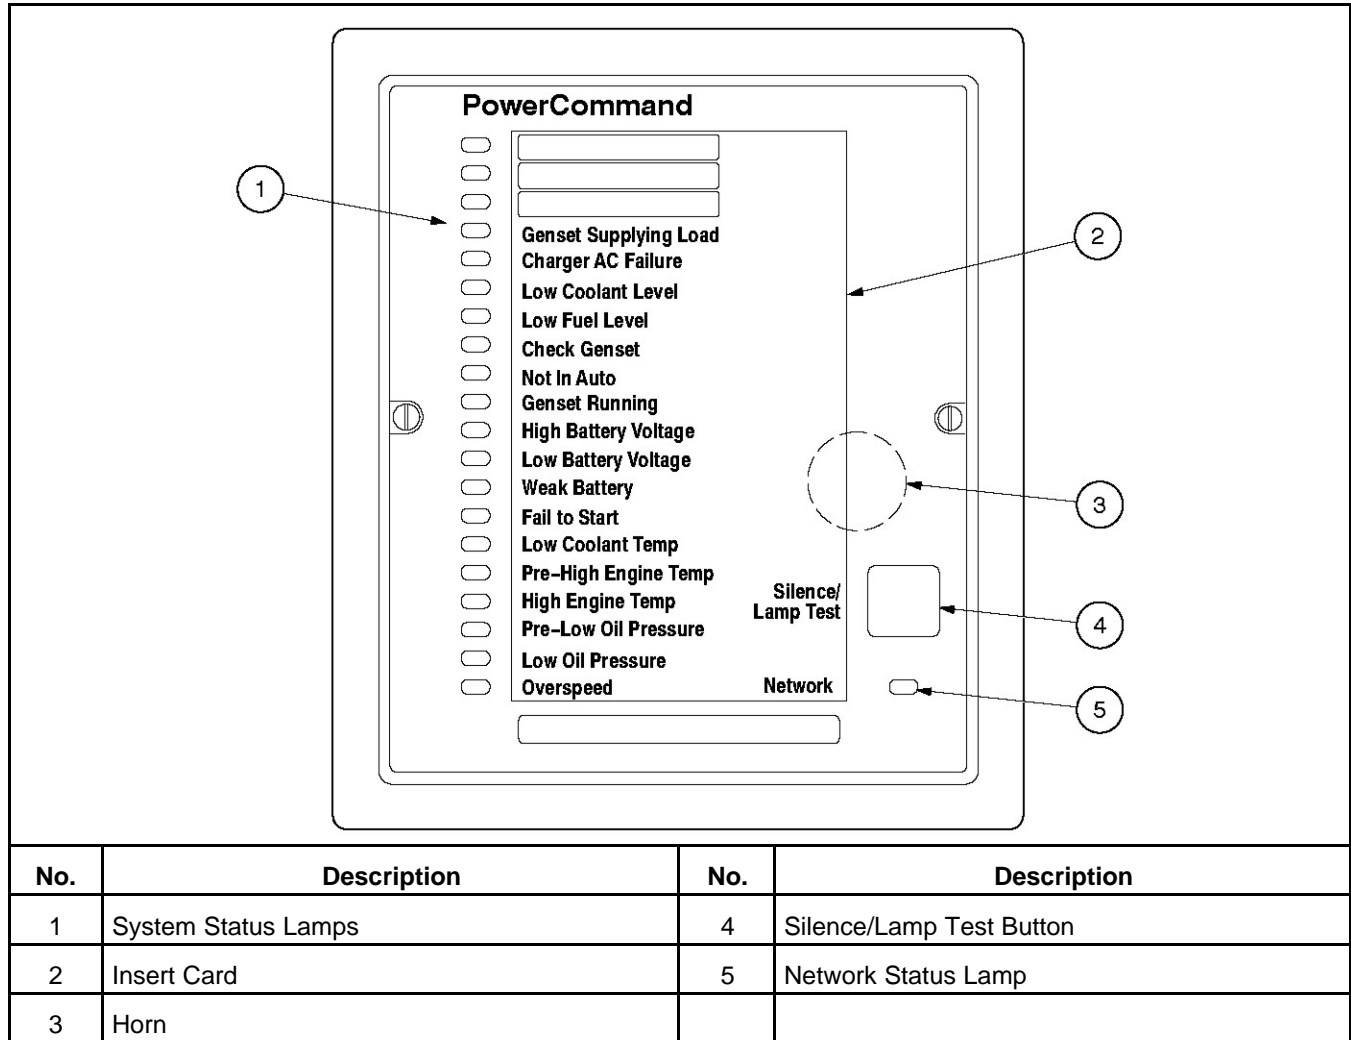 PowerCommand
1
Genset Supplying Load
2
Charger AC Failure
Low Coolant Level
Low Fuel Level
Check Genset
Not In Auto
Genset Running
High Battery Voltage
Low Battery Voltage
Weak Battery
3
Fail to Start
Low Coolant Temp
Pre-High Engine Temp
High Engine Temp
Silence/
Lamp Test
4
Pre-Low Oil Pressure
Low Oil Pressure
Overspeed
Network
5
No. Description No. Description
1 System Status Lamps 4 Silence/Lamp Test Button
2 Insert Card 5 Network Status Lamp
3 Horn